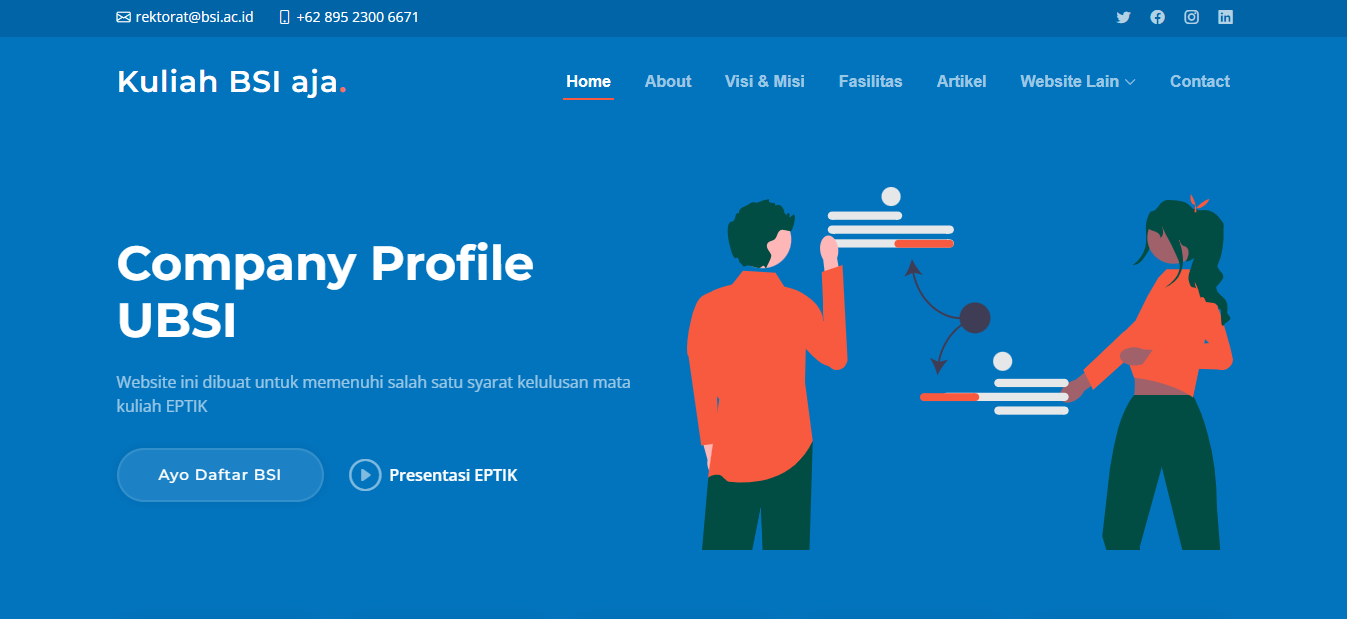 rektorat@bsi.ac.id +62 895 2300 6671
Kuliah BSI aja.
Home About Visi & Misi Fasilitas Artikel Website Lain Contact
Company Profile
UBSI
Website ini dibuat untuk memenuhi salah satu syarat kelulusan mata
kuliah EPTIK
Ayo Daftar BSI Presentasi EPTIK